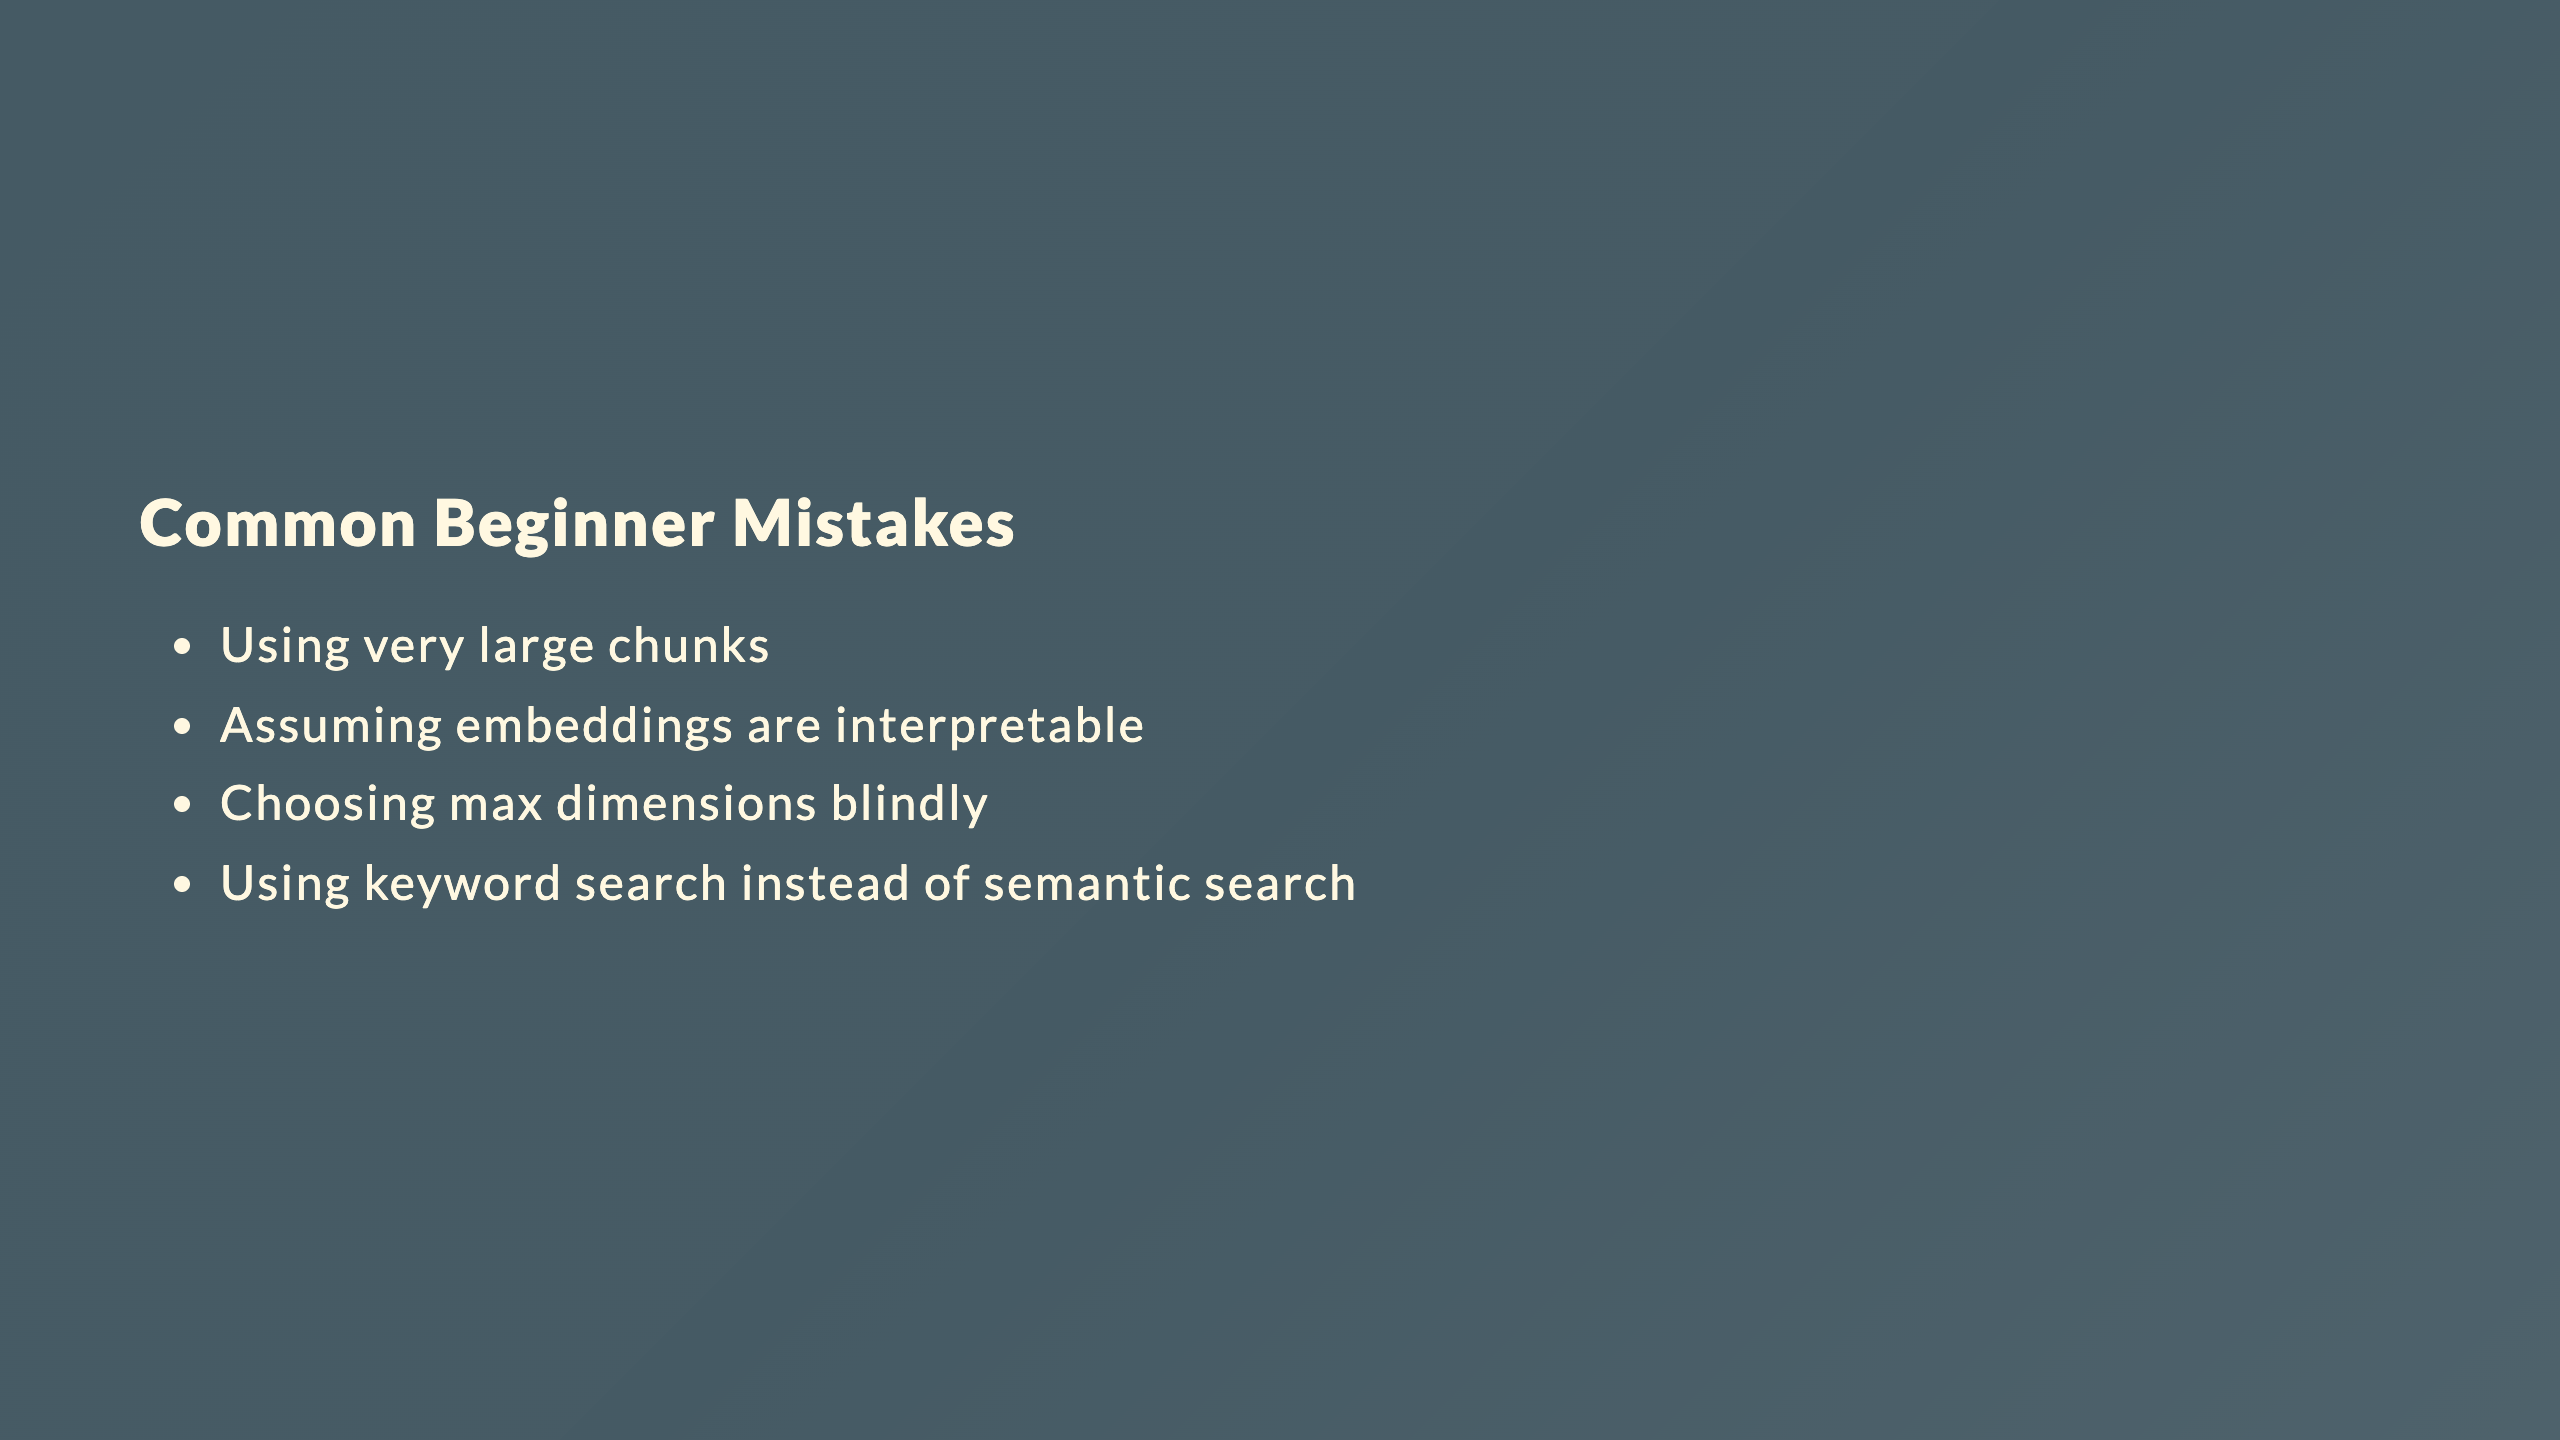 Common Beginner Mistakes
• Using very large chunks
• Assuming embeddings are interpretable
• Choosing max dimensions blindly
• Using keyword search instead of semantic search